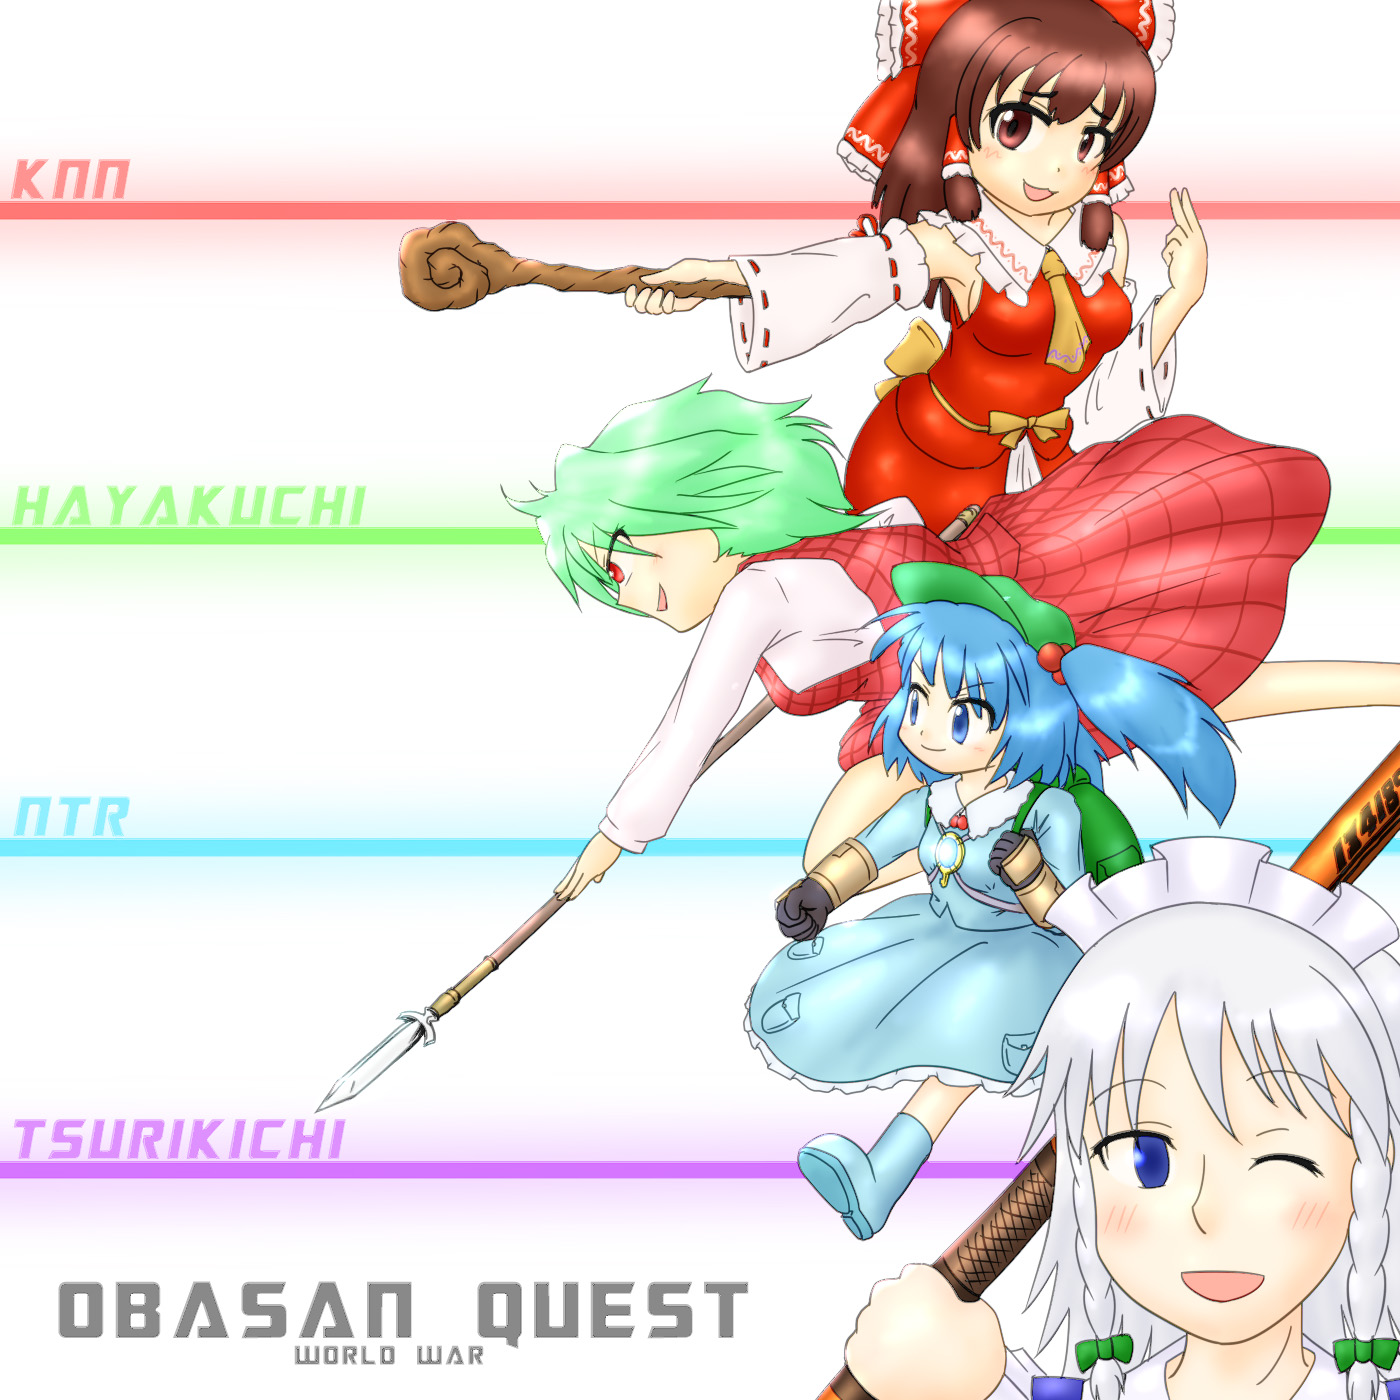 KNN
HAYAKUCHI
NTR
TSURIKICHI
OBASAN QUEST
WORLD WAR